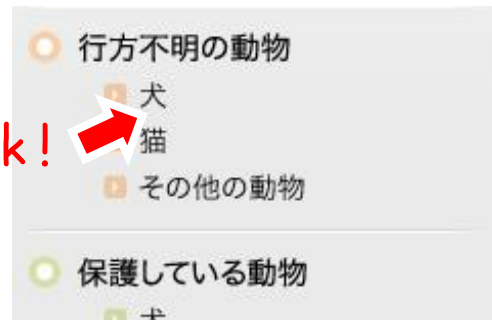 行方不明の動物
犬
k!
猫
その他の動物
保護している動物